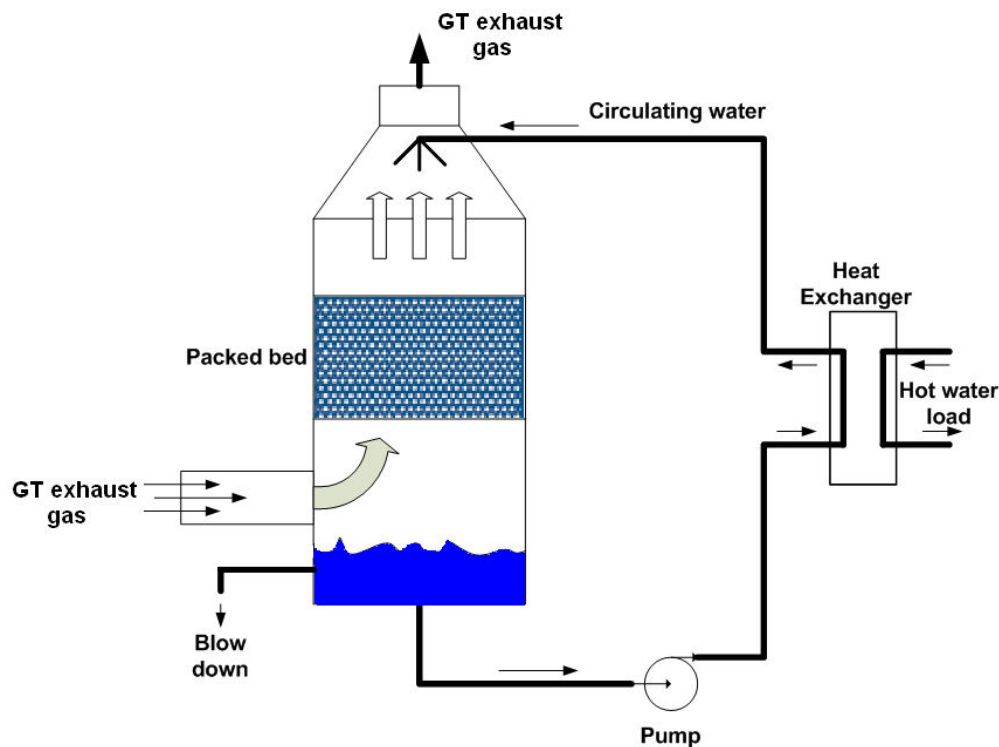 GT exhaust
gas
Circulating water
Heat
Exchanger
Packed bed
Hot water
load
GT exhaust
gas
Blow
down
Pump